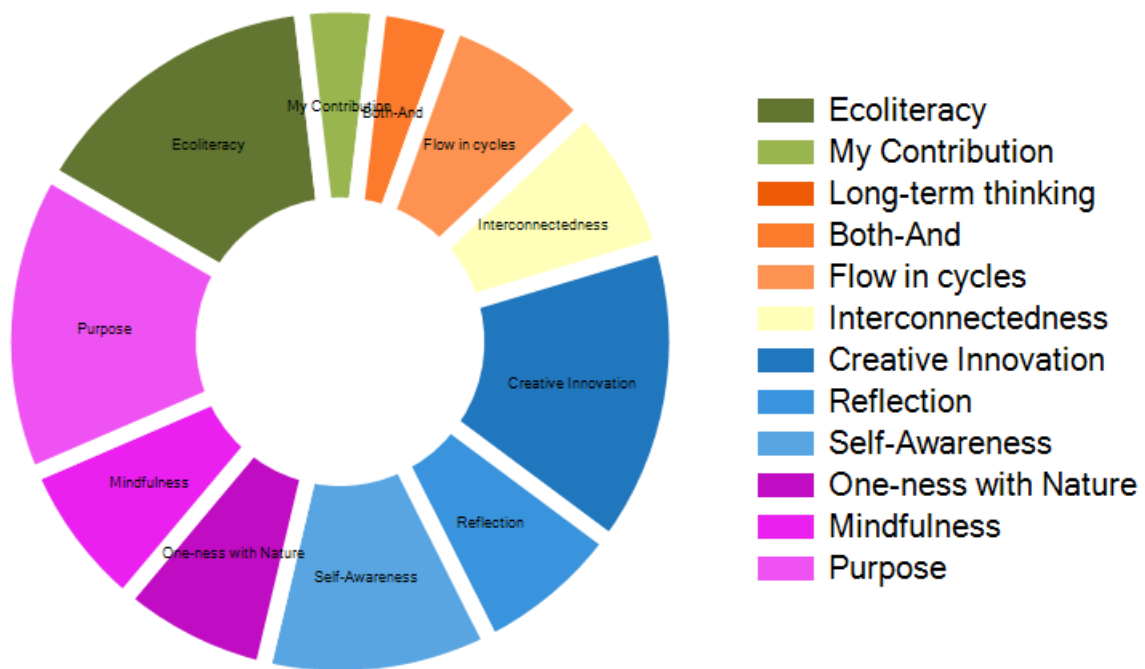 My Contribution
Both-And
Ecoliteracy
Flow in cycles
Interconnectedness
Purpose
Creative Innovation
Mindfulness
Reflection
One-ness with Nature
Self-Awareness
Ecoliteracy
My Contribution
Long-term thinking
Both-And
Flow in cycles
Interconnectedness
Creative Innovation
Reflection
Self-Awareness
One-ness with Nature
Mindfulness
Purpose